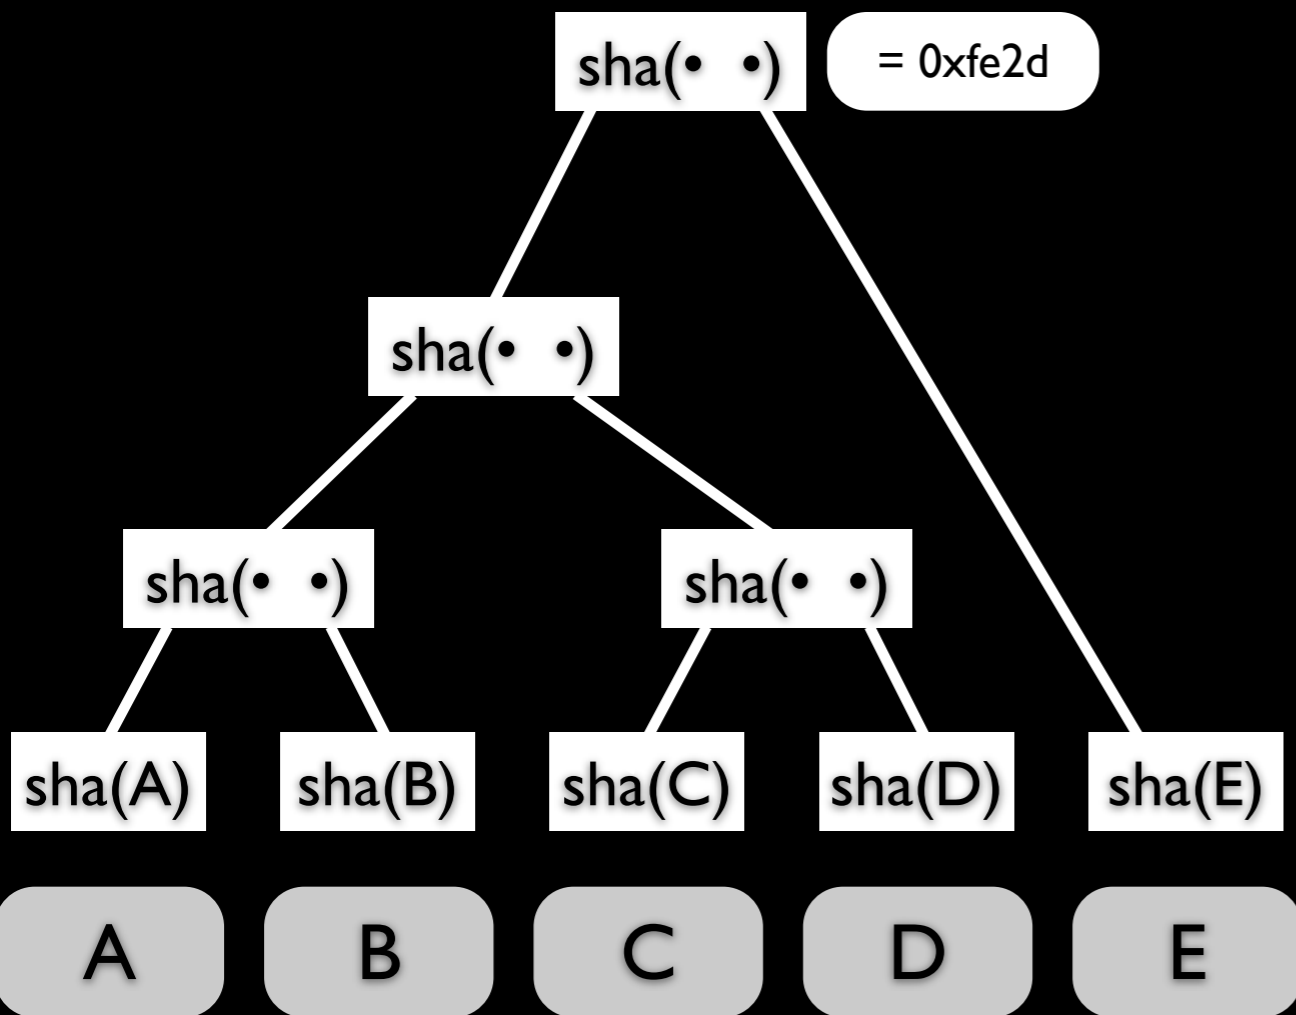 sha(• •)
= 0xfe2d
sha(• •)
sha(• •)
sha(• •)
sha(A)
sha(B)
sha(C)
sha(D)
sha(E)
A
B
C
D
E